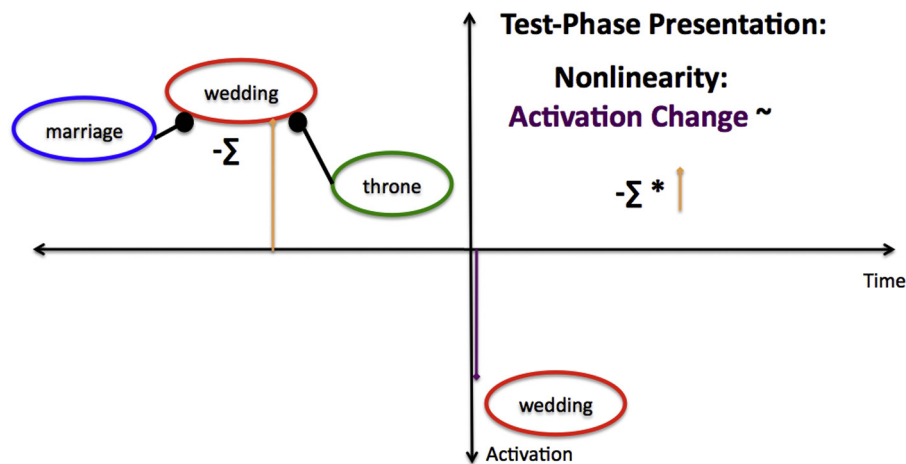 Test-Phase Presentation:
Nonlinearity:
Activation Change ~
-Σ *
wedding
marriage
-Σ
throne
Time
wedding
Activation